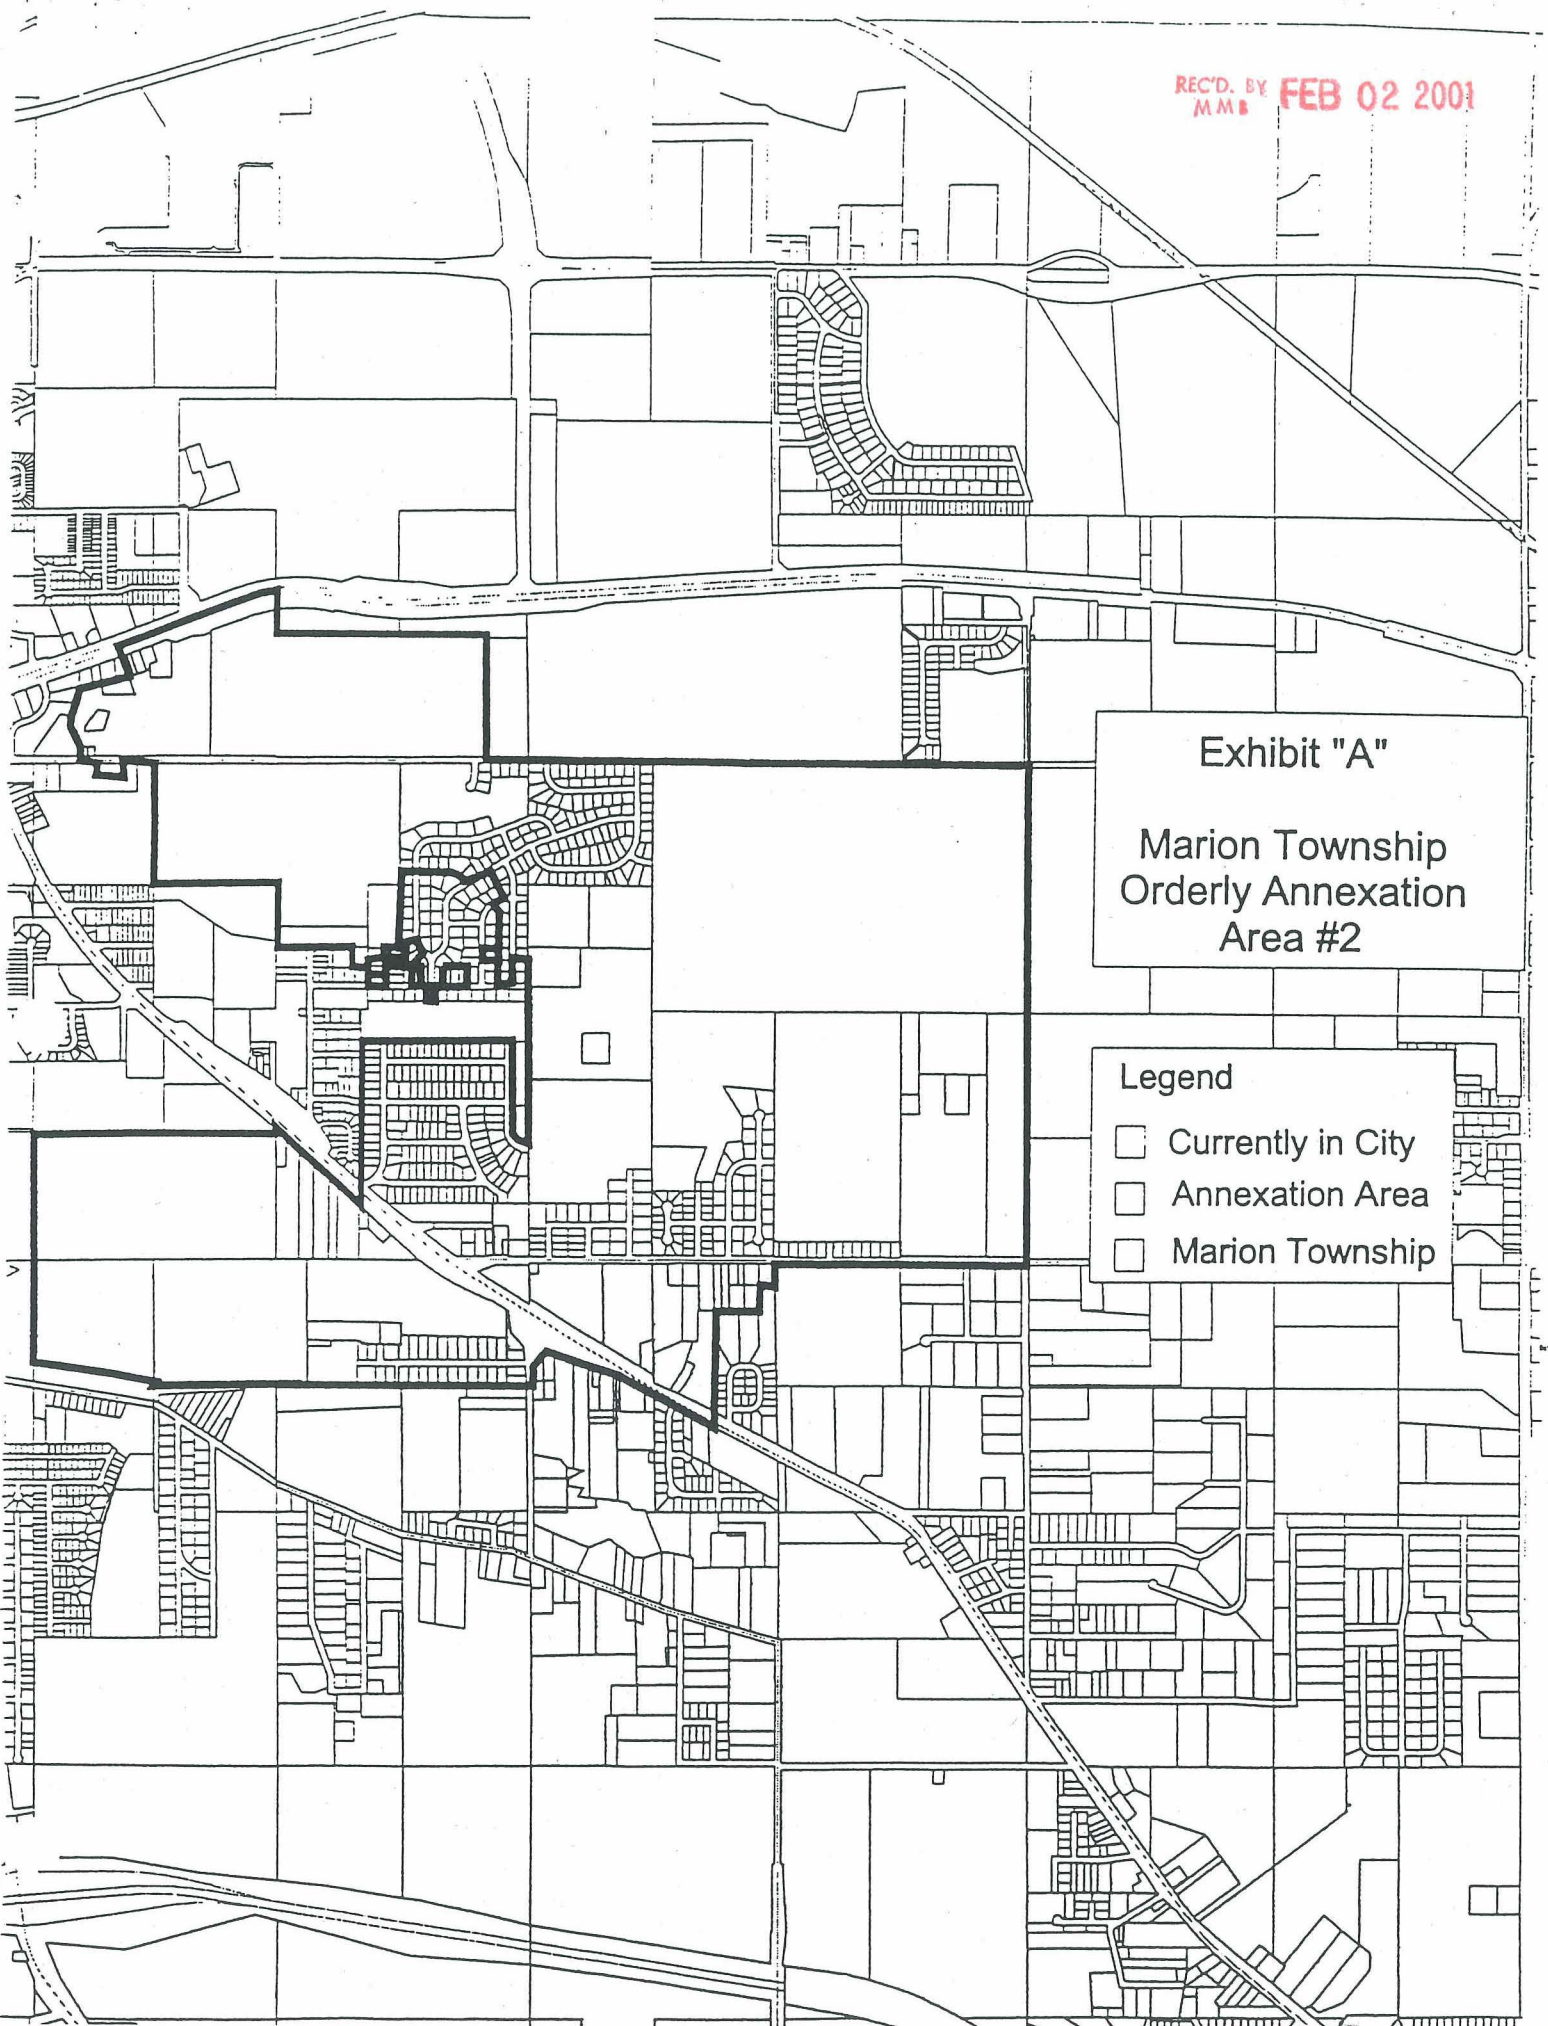 REC'D. BY FEB 02 2001
MMB
Exhibit "A"
Marion Township
Orderly Annexation
Area #2
Legend
Currently in City
Annexation Area
Marion Township